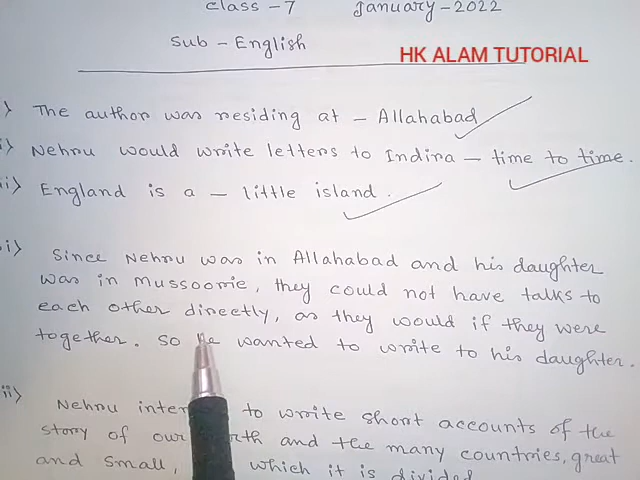 class - 7 January - 2022
Sub - English
HK ALAM TUTORIAL
> The author was residing at - Allahabad
i> Nehru would write letters to Indira - time to time.
ii> England is a - little island.
i> Since Nehru was in Allahabad and his daughter
was in Mussoorie, they could not have talks to
each other directly, as they would if they were
together. So he wanted to write to his daughter.
ii> Nehru to write short accounts of the
story of our and the many countries, great
and small, which it is divided